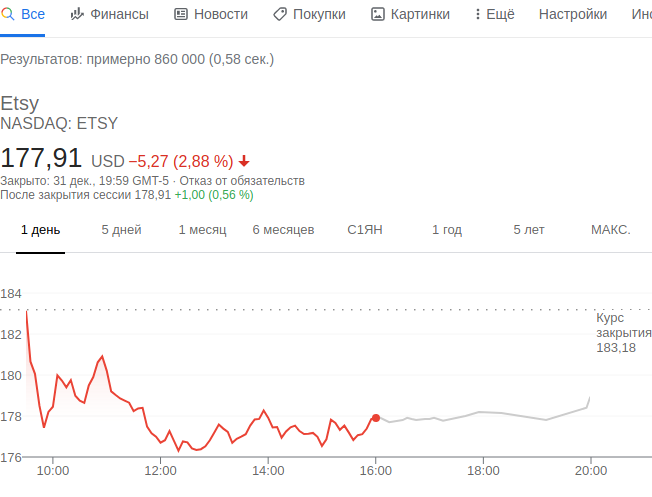 Все Финансы Новости Покупки Картинки Ещё Настройки Инс
Результатов: примерно 860 000 (0,58 сек.)
Etsy
NASDAQ: ETSY
177,91 USD −5,27 (2,88 %)
Закрыто: 31 дек., 19:59 GMT-5 · Отказ от обязательств
После закрытия сессии 178,91 +1,00 (0,56 %)
1 день 5 дней 1 месяц 6 месяцев С1ЯН 1 год 5 лет МАКС.
184
Курс
закрытия
183,18
182
180
178
176
10:00 12:00 14:00 16:00 18:00 20:00